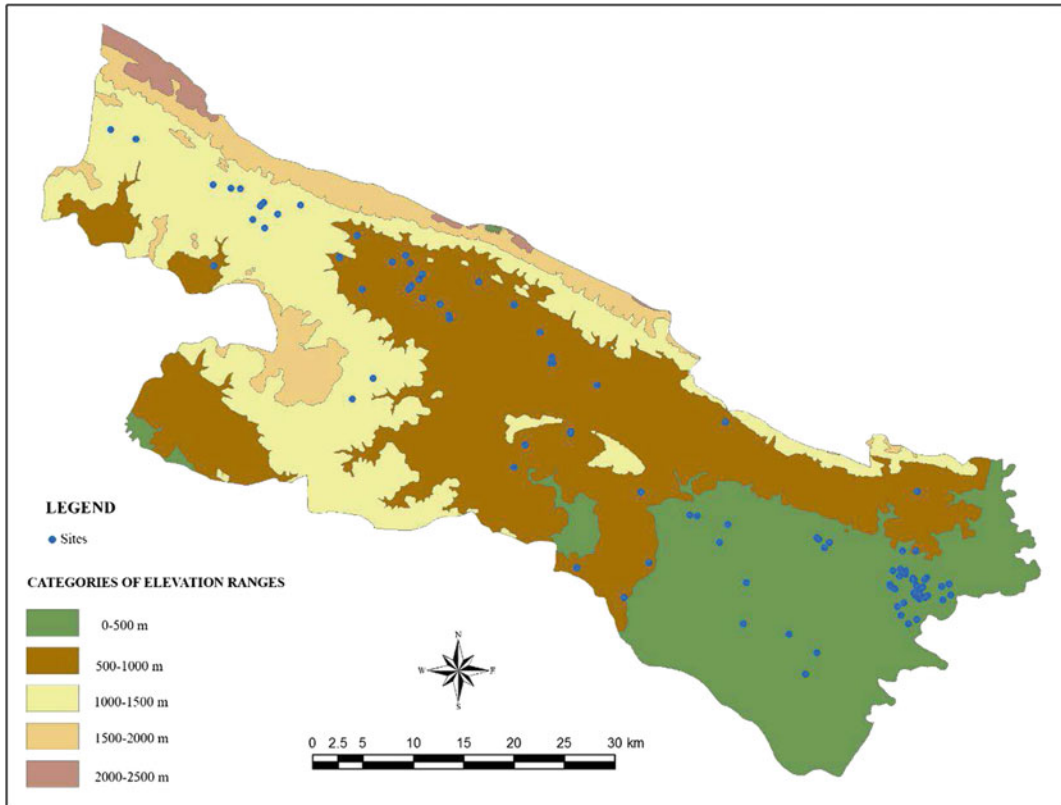 LEGEND
Sites
CATEGORIES OF ELEVATION RANGES
0-500 m
500-1000 m
1000-1500 m
1500-2000 m
2000-2500 m
N
W E
S
0 2.5 5 10 15 20 25 30 km